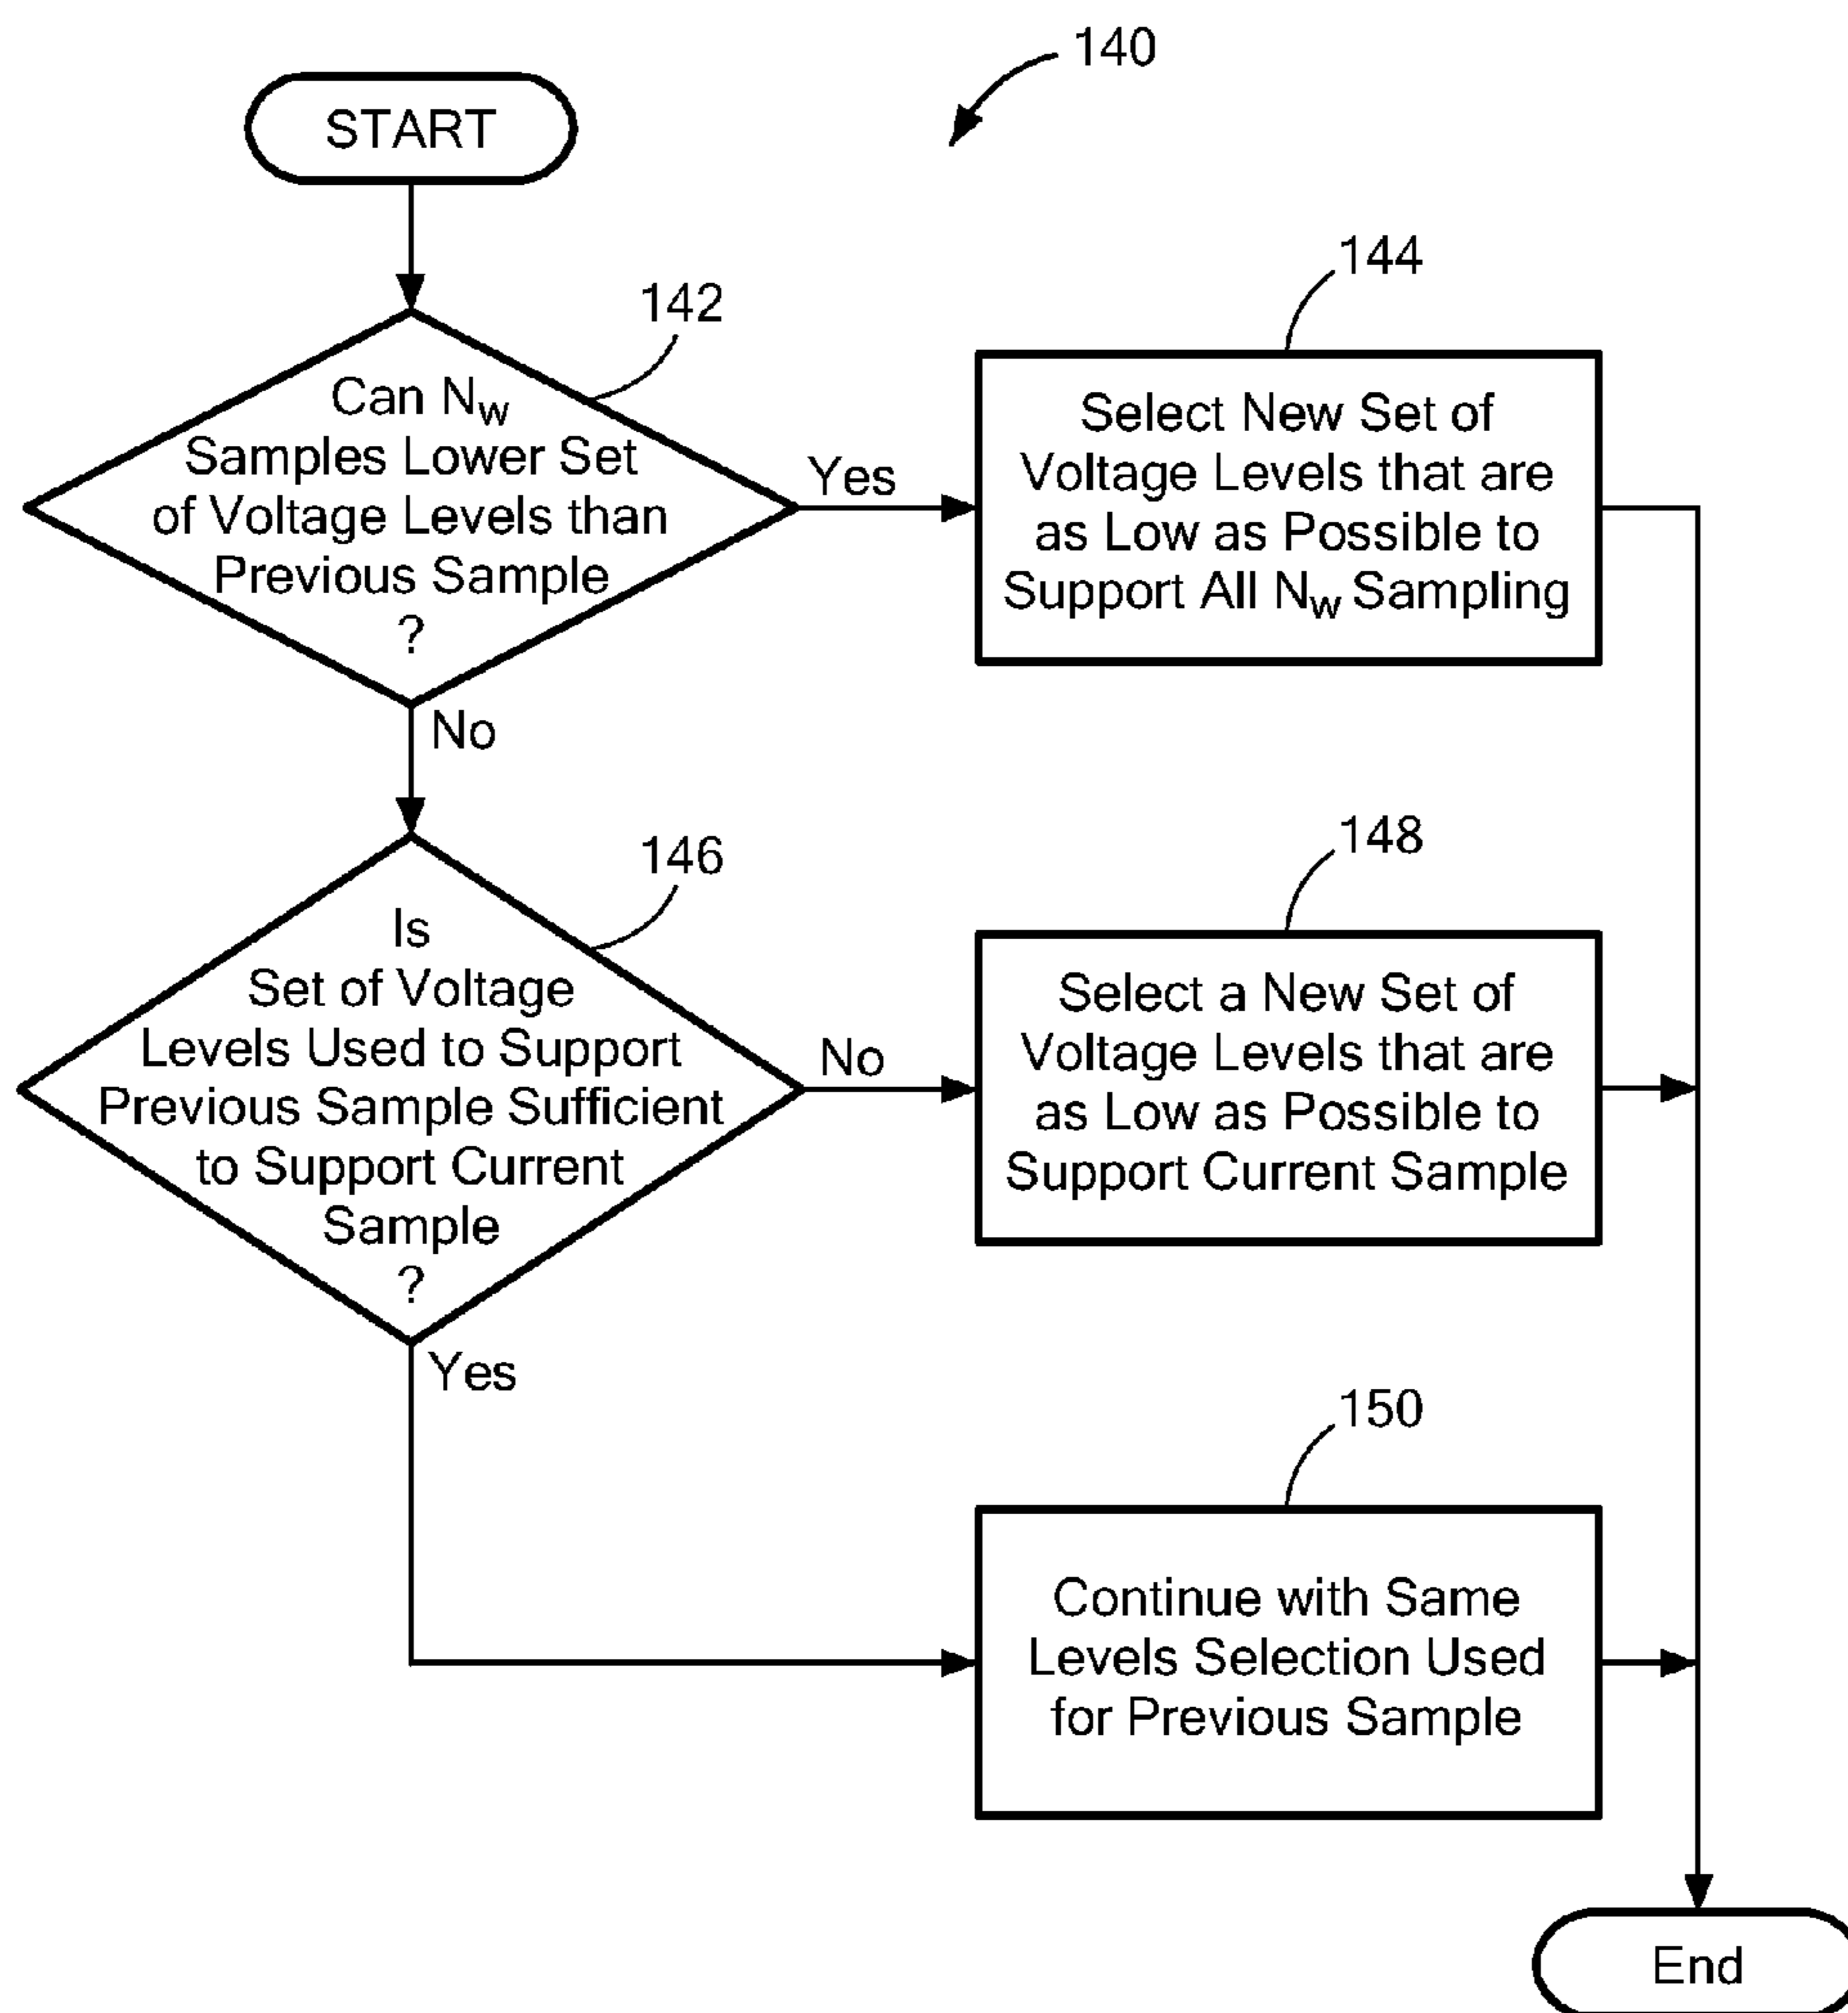 140
START
142
Can Nw
Samples Lower Set
of Voltage Levels than
Previous Sample
?
Yes
No
144
Select New Set of
Voltage Levels that are
as Low as Possible to
Support All Nw Sampling
146
Is
Set of Voltage
Levels Used to Support
Previous Sample Sufficient
to Support Current
Sample
?
No
Yes
148
Select a New Set of
Voltage Levels that are
as Low as Possible to
Support Current Sample
150
Continue with Same
Levels Selection Used
for Previous Sample
End